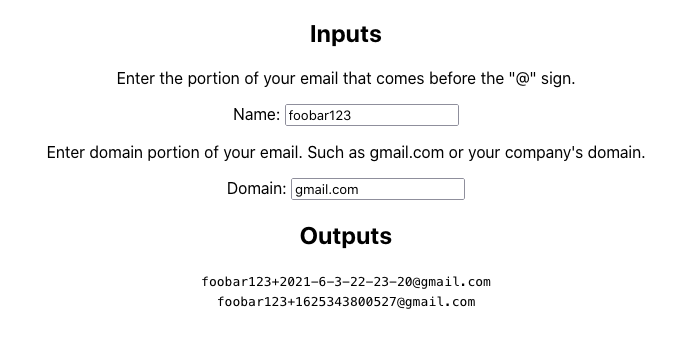 Inputs
Enter the portion of your email that comes before the "@" sign.
Name: foobar123
Enter domain portion of your email. Such as gmail.com or your company's domain.
Domain: gmail.com
Outputs
foobar123+2021-6-3-22-23-20@gmail.com
foobar123+1625343800527@gmail.com